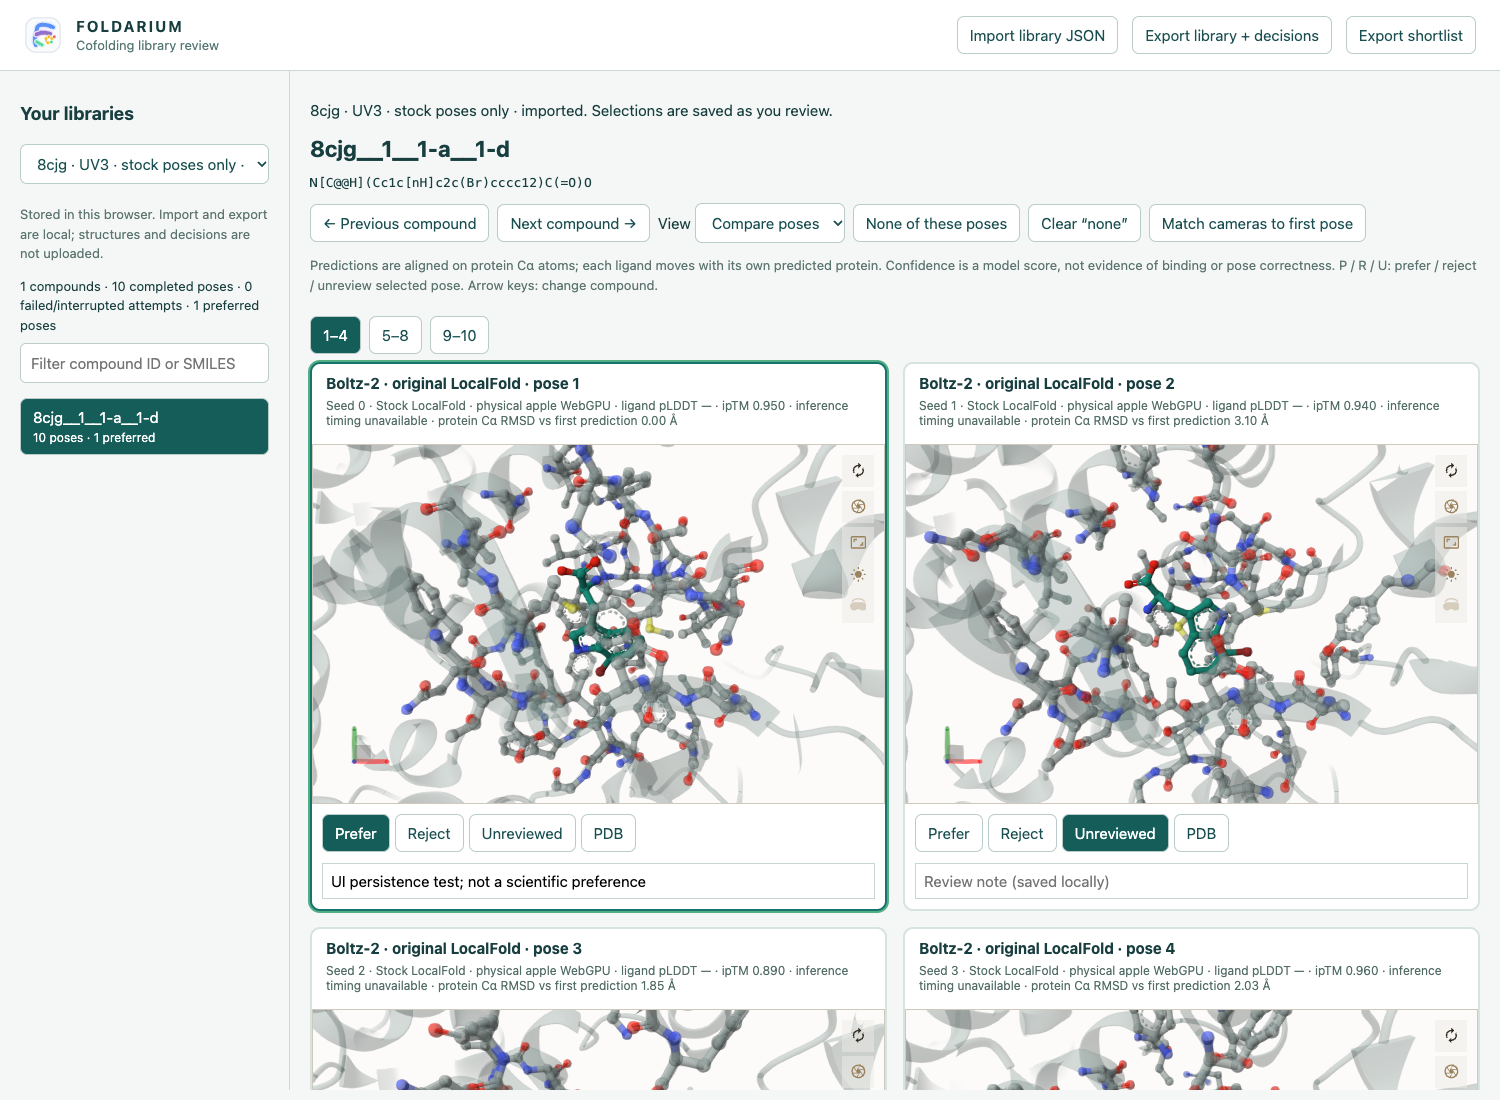 FOLDARIUM
Cofolding library review
Import library JSON
Export library + decisions
Export shortlist
Your libraries
8cjg · UV3 · stock poses only ·
Stored in this browser. Import and export
are local; structures and decisions are
not uploaded.
1 compounds · 10 completed poses · 0
failed/interrupted attempts · 1 preferred
poses
Filter compound ID or SMILES
8cjg__1__1-a__1-d
10 poses · 1 preferred
8cjg · UV3 · stock poses only · imported. Selections are saved as you review.
8cjg__1__1-a__1-d
N[C@@H](Cc1c[nH]c2c(Br)cccc12)C(=O)O
← Previous compound
Next compound →
View
Compare poses
None of these poses
Clear “none”
Match cameras to first pose
Predictions are aligned on protein Cα atoms; each ligand moves with its own predicted protein. Confidence is a model score, not evidence of binding or pose correctness. P / R / U: prefer / reject
/ unreview selected pose. Arrow keys: change compound.
1–4
5–8
9–10
Boltz-2 · original LocalFold · pose 1
Seed 0 · Stock LocalFold · physical apple WebGPU · ligand pLDDT — · ipTM 0.950 · inference
timing unavailable · protein Cα RMSD vs first prediction 0.00 Å
Prefer
Reject
Unreviewed
PDB
UI persistence test; not a scientific preference
Boltz-2 · original LocalFold · pose 2
Seed 1 · Stock LocalFold · physical apple WebGPU · ligand pLDDT — · ipTM 0.940 · inference
timing unavailable · protein Cα RMSD vs first prediction 3.10 Å
Prefer
Reject
Unreviewed
PDB
Review note (saved locally)
Boltz-2 · original LocalFold · pose 3
Seed 2 · Stock LocalFold · physical apple WebGPU · ligand pLDDT — · ipTM 0.890 · inference
timing unavailable · protein Cα RMSD vs first prediction 1.85 Å
Boltz-2 · original LocalFold · pose 4
Seed 3 · Stock LocalFold · physical apple WebGPU · ligand pLDDT — · ipTM 0.960 · inference
timing unavailable · protein Cα RMSD vs first prediction 2.03 Å